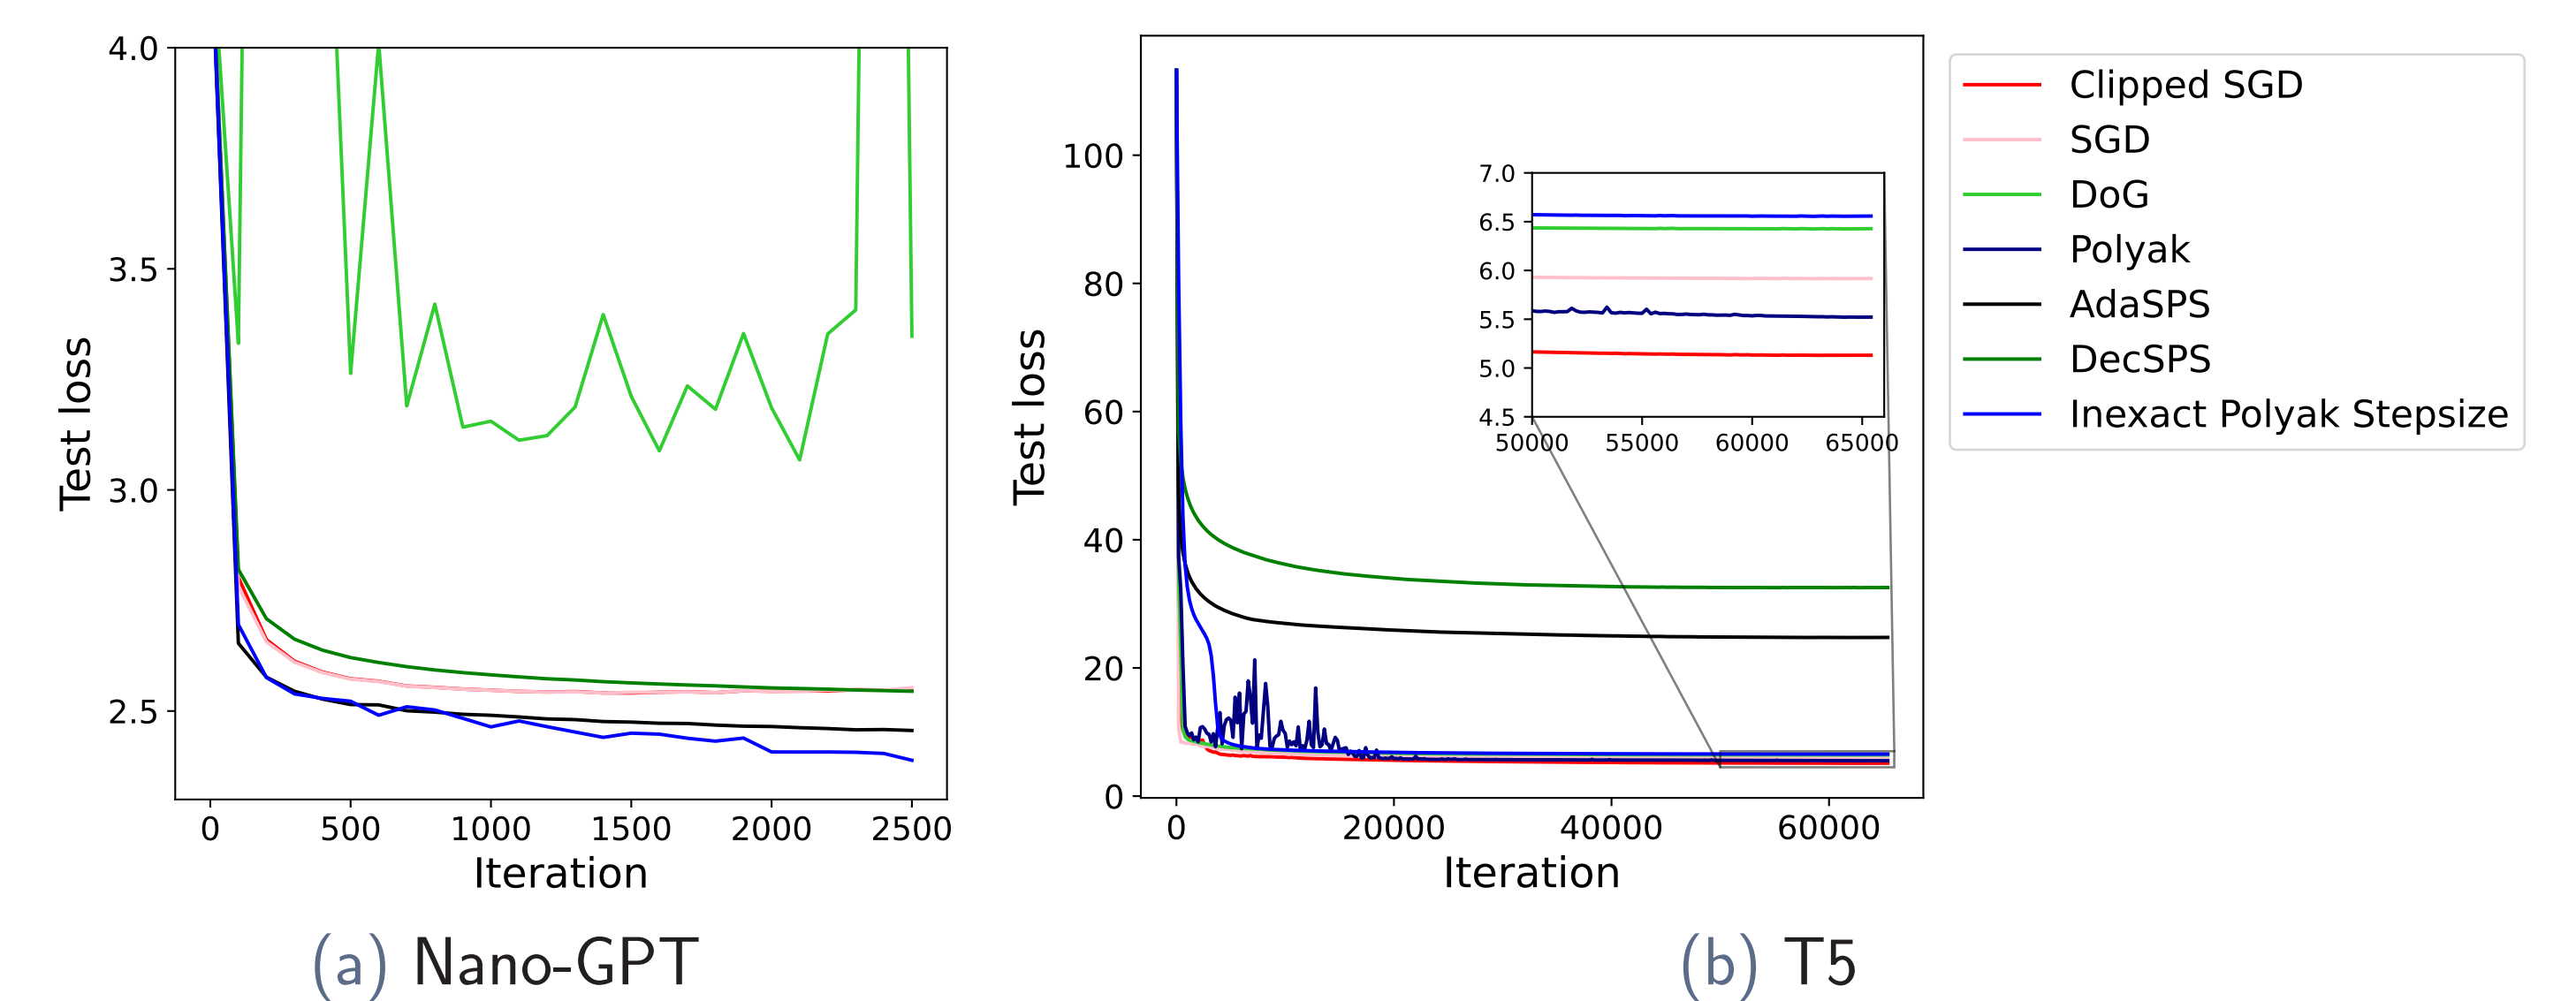 4.0
3.5
3.0
2.5
Test loss
0 500 1000 1500 2000 2500
Iteration
(a) Nano-GPT
100
80
60
40
20
0
Test loss
7.0
6.5
6.0
5.5
5.0
4.5
50000 55000 60000 65000
0 20000 40000 60000
Iteration
(b) T5
Clipped SGD
SGD
DoG
Polyak
AdaSPS
DecSPS
Inexact Polyak Stepsize